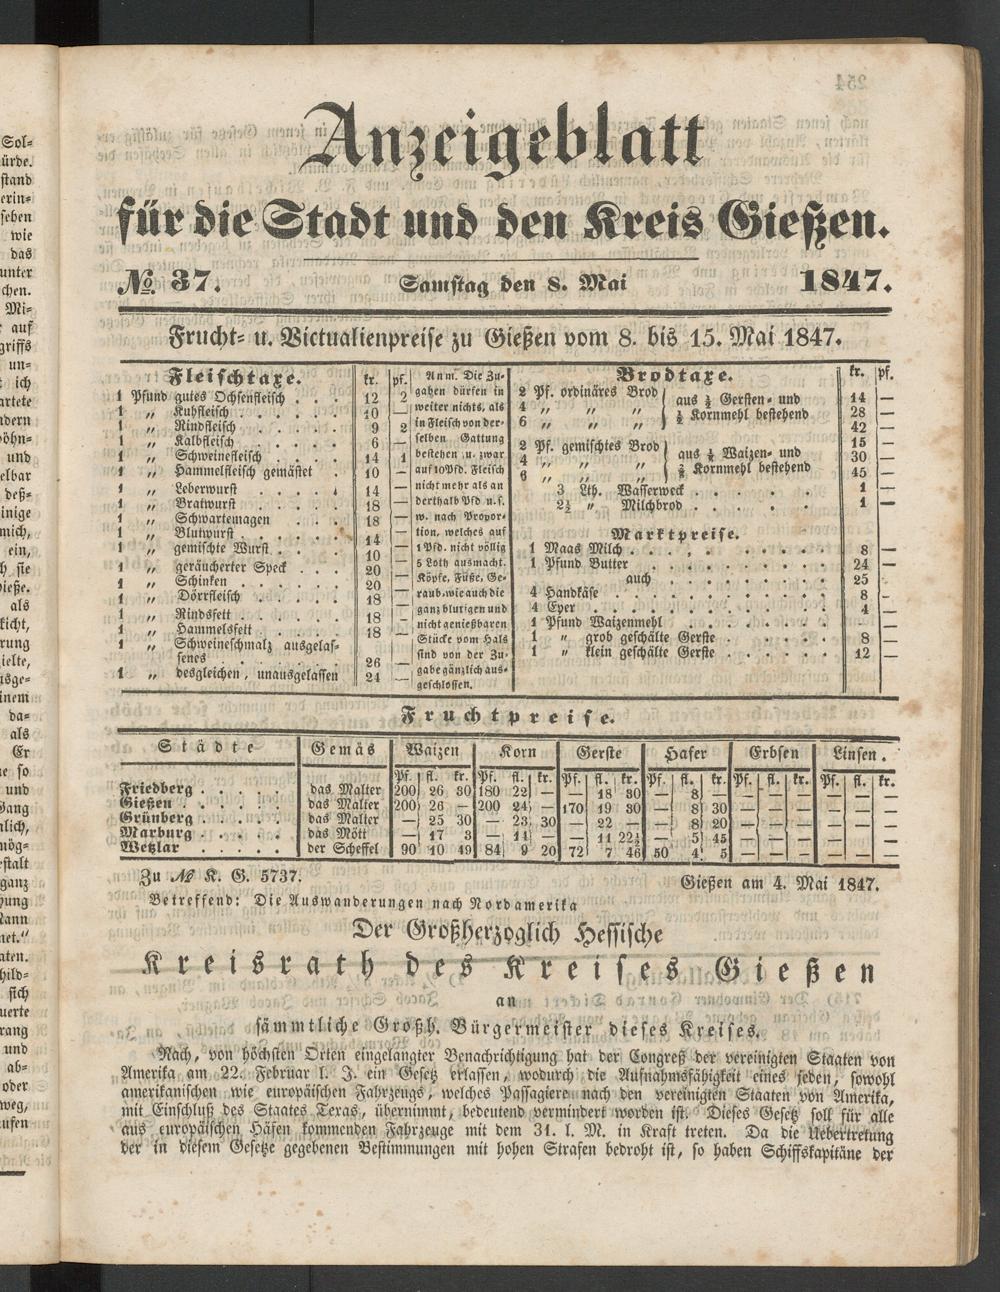 Anzeigeblatt
für die Stadt und den Kreis Gießen.
№ 37. Samstag den 8. Mai 1847.
Frucht- u. Victualienpreise zu Gießen vom 8. bis 15. Mai 1847.
Fleischtaxe. kr. pf.
1 Pfund gutes Ochsenfleisch . . . 12 2
1 „ Kuhfleisch . . . . . 10 —
1 „ Rindfleisch . . . . . 9 2
1 „ Kalbfleisch . . . . . 6 —
1 „ Schweinefleisch . . . . 14 1
1 „ Hammelfleisch gemästet . 10 —
1 „ Leberwurst . . . . 14 —
1 „ Bratwurst . . . . 18 —
1 „ Schwartemagen . . . 18 —
1 „ Blutwurst . . . . . 14 —
1 „ gemischte Wurst . . . 10 —
1 „ geräucherter Speck . . . 20 —
1 „ Schinken . . . . . 20 —
1 „ Dörrfleisch . . . . . 18 —
1 „ Rindsfett . . . . . 18 —
1 „ Hammelsfett . . . . . 18 —
1 „ Schweineschmalz ausgelas-
senes . . . . . 26 —
1 „ desgleichen, unausgelassen 24 —
Anm. Die Zu-
gaben dürfen in
weiter nichts, als
in Fleisch von der-
selben Gattung
bestehen u. zwar
auf 10 Pfd. Fleisch
nicht mehr als an
derthalb Pfd u. s.
w. nach Propor-
tion, welches auf
1 Pfd. nicht völlig
5 Loth ausmacht.
Köpfe, Füße, Ge-
raub, wie auch die
ganz blutigen und
nicht genießbaren
Stücke vom Hals
sind von der Zu-
gabe gänzlich aus-
geschlossen.
Brodtaxe. kr. pf.
2 Pf. ordinäres Brod 14 —
4 „ „ „ aus ½ Gersten- und 28 —
6 „ „ „ ½ Kornmehl bestehend 42 —
2 Pf. gemischtes Brod 15 —
4 „ „ „ Waizen- und 30 —
6 „ „ „ Kornmehl bestehend 45 —
3 Lth. Wasserweck . . . . . 1 —
2½ „ Milchbrod . . . . . 1 —
Marktpreise.
1 Maas Milch . . . . . . . . 8 —
1 Pfund Butter . . . . . . . . 24 —
auch . . . . . . . 25
4 Handkäse . . . . . . . . 8 -
4 Eyer . . . . . . . . . 4 —
1 Pfund Waizenmehl . . . . . . .
1 „ grob geschälte Gerste . . . . . 8 —
1 „ klein geschälte Gerste . . . . . 12 —
Fruchtpreise.
Städte Gemäs Waizen Korn Gerste Hafer Erbsen Linsen.
Pf. fl. kr. Pf. fl. kr. Pf. fl. kr. Pf. fl. kr. Pf. fl. kr. Pf. fl. kr.
Friedberg . . . . . das Malter 200 26 30 180 22 — — 18 30 — 8 — — — — — — —
Gießen . . . . . das Malter 200 26 — 200 24 — 170 19 30 — 8 30 — — — — — —
Grünberg . . . . . das Malter — 25 30 — 23 30 — 22 — — 8 20 — — — — — —
Marburg . . . . . das Mött — 17 3 — 14 — — 11 22½ — 5 45 — — — — — —
Wetzlar . . . . . der Scheffel 90 10 49 84 9 20 72 7 46 50 4 5 — — — — — —
Zu № K. G. 5737. Gießen am 4. Mai 1847.
Betreffend: Die Auswanderungen nach Nordamerika
Der Großherzoglich Hessische
Kreisrath des Kreises Gießen
an
sämmtliche Großh. Bürgermeister dieses Kreises.
Nach, von höchsten Orten eingelangter Benachrichtigung hat der Congreß der vereinigten Staaten von
Amerika am 22. Februar l. J. ein Gesetz erlassen, wodurch die Aufnahmsfähigkeit eines jeden, sowohl
amerikanischen wie europäischen Fahrzeugs, welches Passagiere nach den vereinigten Staaten von Amerika,
mit Einschluß des Staates Texas, übernimmt, bedeutend vermindert worden ist. Dieses Gesetz soll für alle
aus europäischen Häfen kommenden Fahrzeuge mit dem 31. l. M. in Kraft treten. Da die Uebertretung
der in diesem Gesetze gegebenen Bestimmungen mit hohen Strafen bedroht ist, so haben Schiffskapitäne der